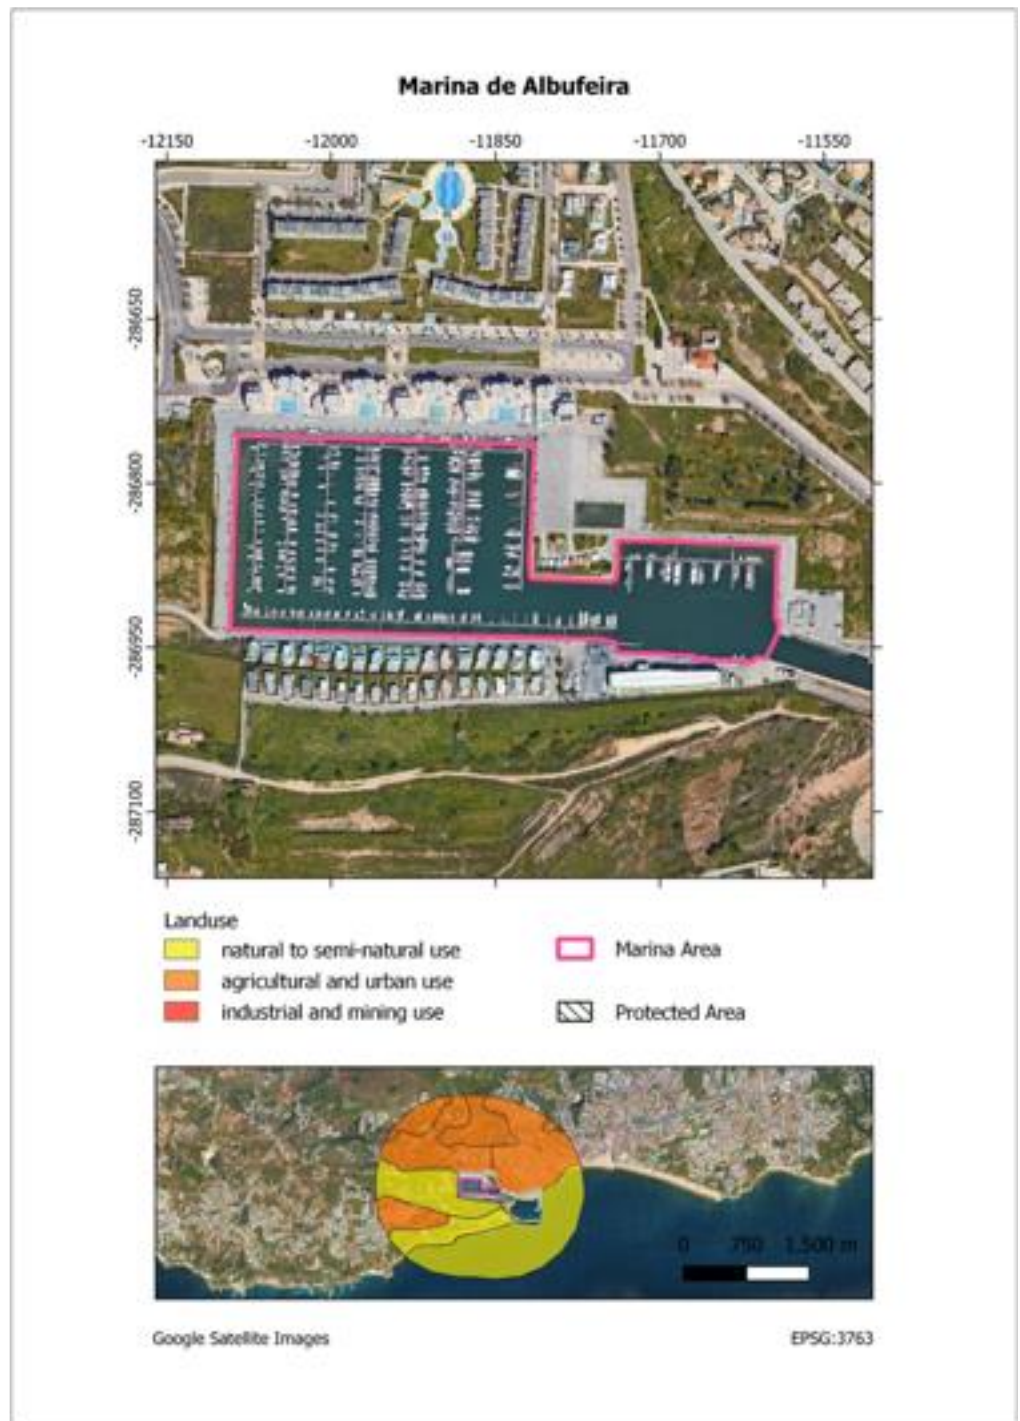 Marina de Albufeira
-12150 -12000 -11850 -11700 -11550
-286650
-286800
-286950
-287100
Landuse
natural to semi-natural use
agricultural and urban use
industrial and mining use
Marina Area
Protected Area
0 750 1.500 m
Google Satellite Images
EPSG:3763